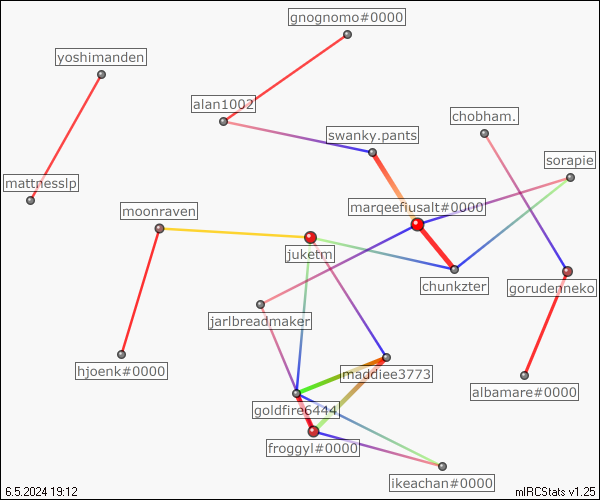 gnognomo#0000
yoshimanden
alan1002
chobham.
swanky.pants
sorapie
mattnesslp
marqeefiusalt#0000
moonraven
juketm
chunkzter
gorudenneko
jarlbreadmaker
hjoenk#0000
maddiee3773
albamare#0000
goldfire6444
froggyl#0000
ikeachan#0000
6.5.2024 19:12
mIRCStats v1.25